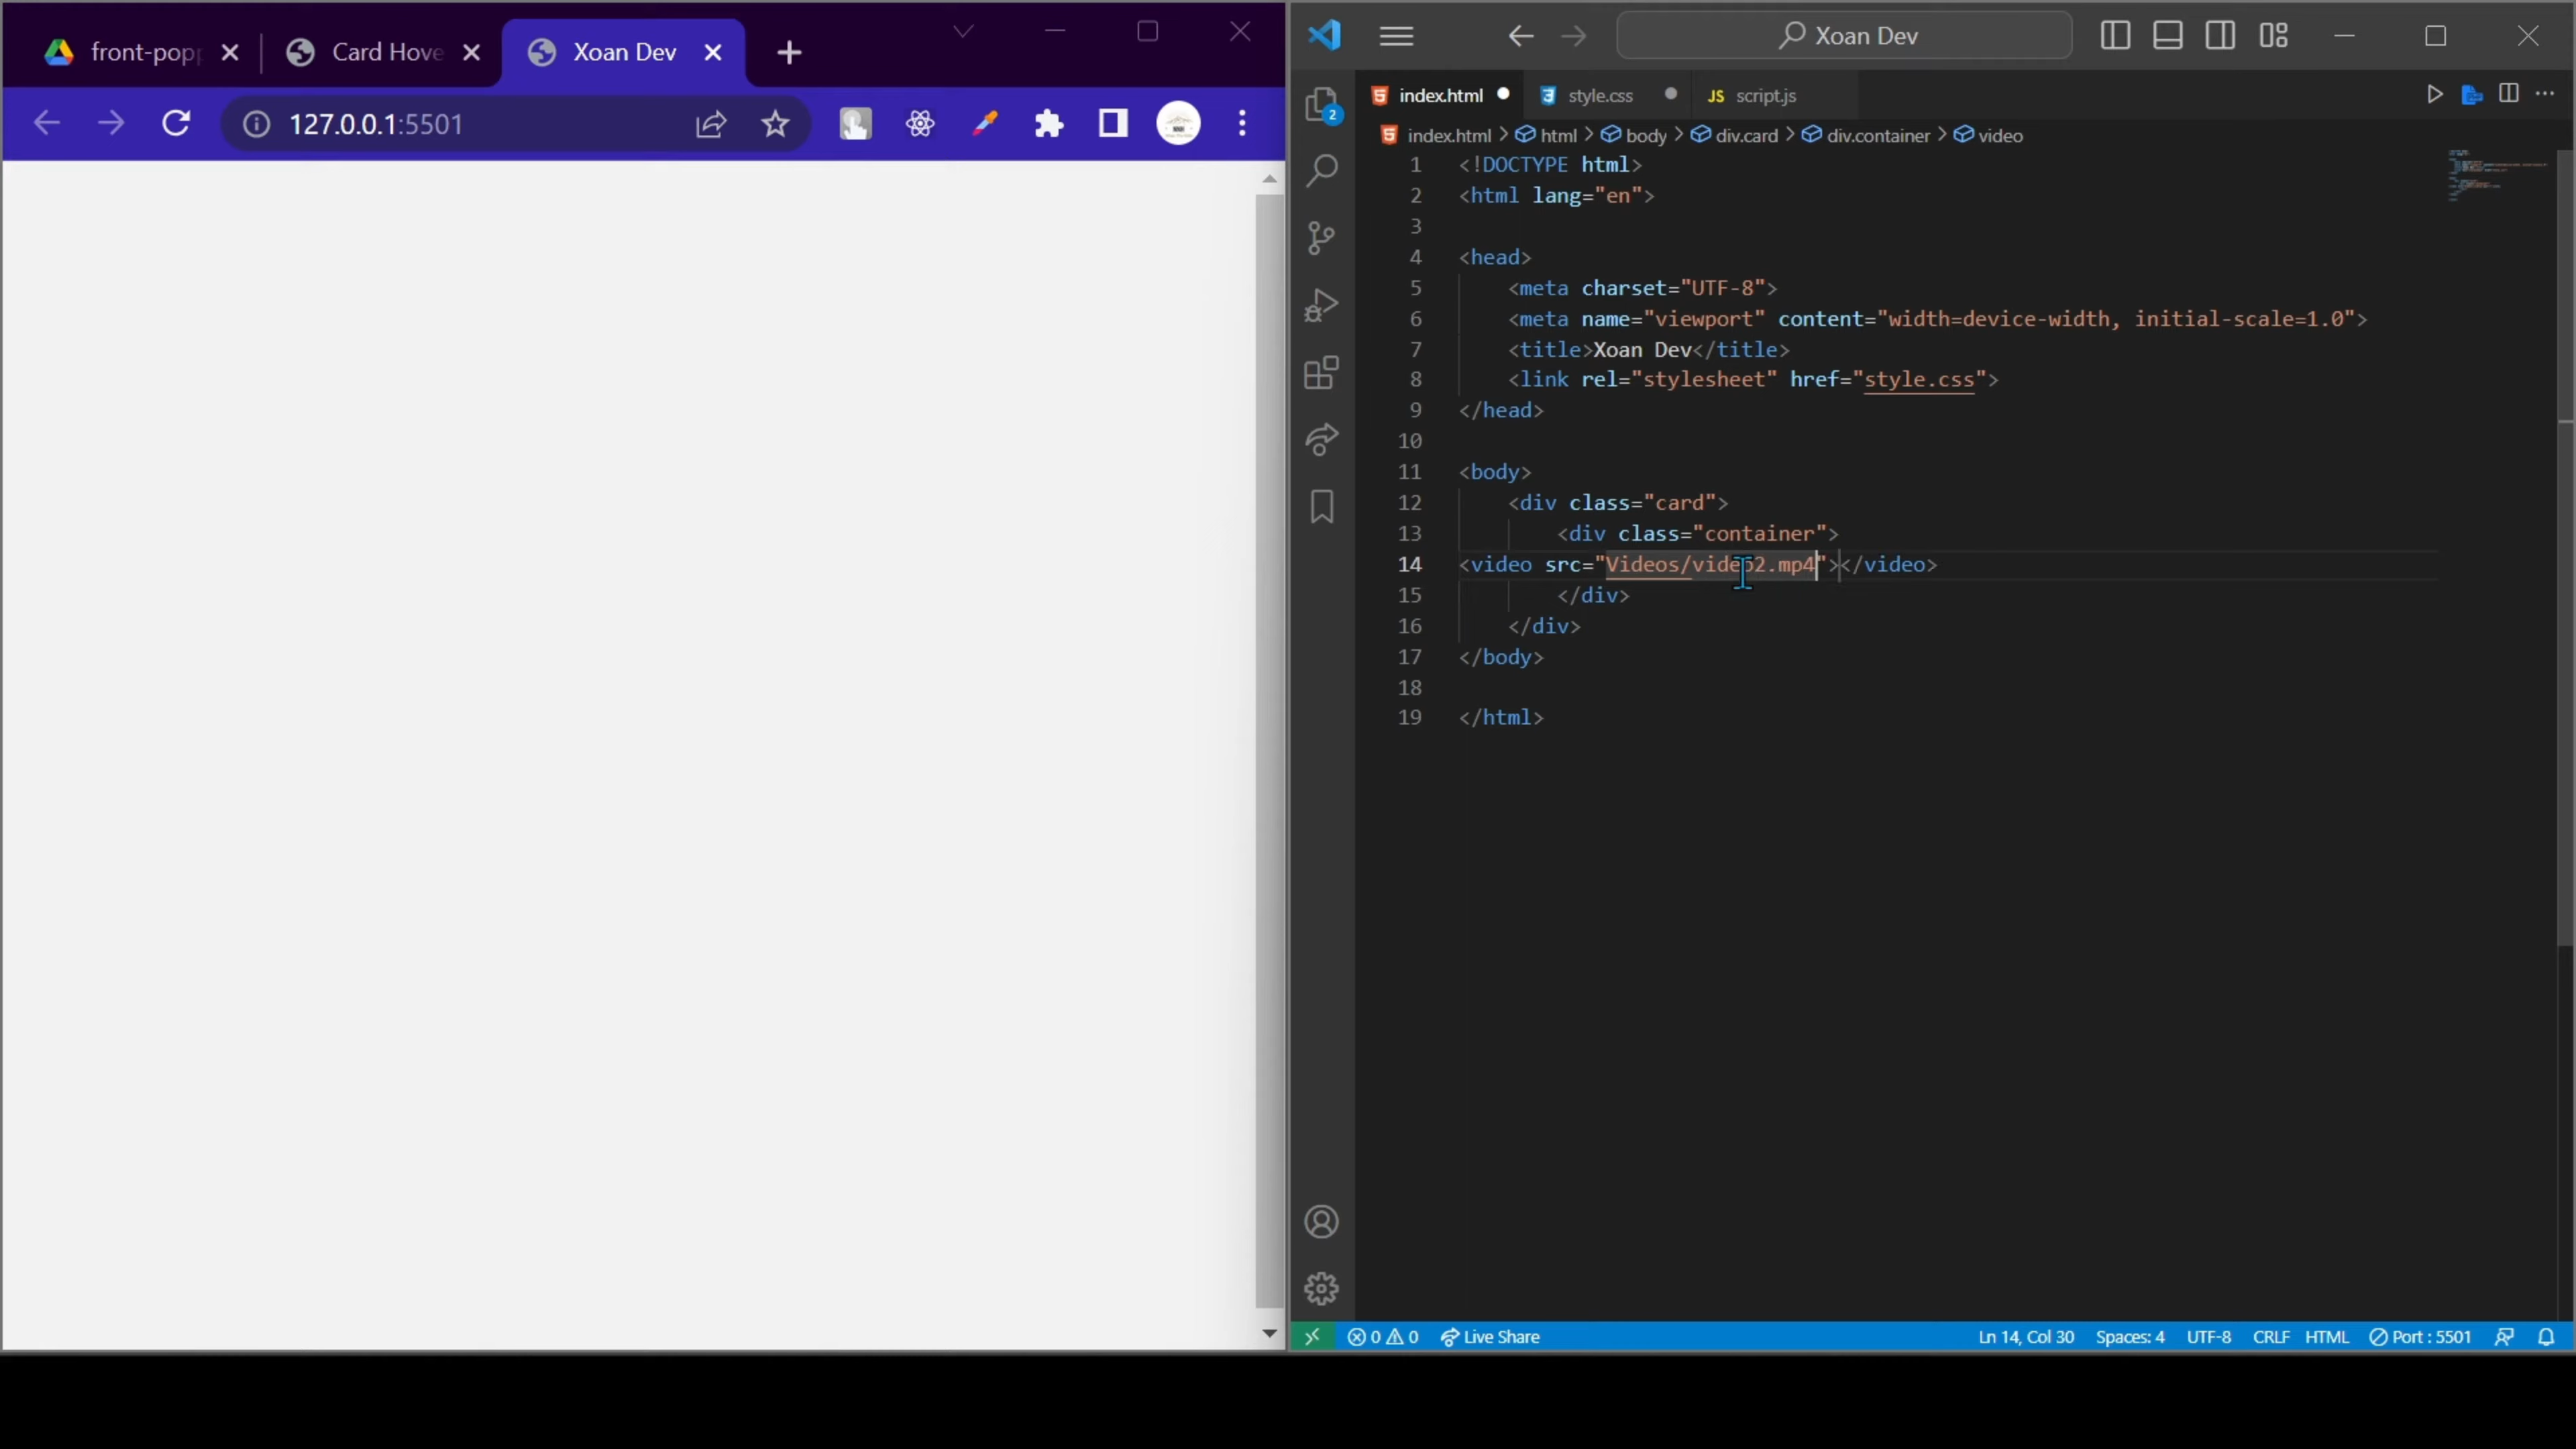 front-popp
Card Hove
Xoan Dev
127.0.0.1:5501
Xoan Dev
index.html
style.css
JS script.js
2
index.html > html > body > div.card > div.container > video
1 <!DOCTYPE html>
2 <html lang="en">
3
4 <head>
5 <meta charset="UTF-8">
6 <meta name="viewport" content="width=device-width, initial-scale=1.0">
7 <title>Xoan Dev</title>
8 <link rel="stylesheet" href="style.css">
9 </head>
10
11 <body>
12 <div class="card">
13 <div class="container">
14 <video src="Videos/video2.mp4"></video>
15 </div>
16 </div>
17 </body>
18
19 </html>
0 0 Live Share
Ln 14, Col 30 Spaces: 4 UTF-8 CRLF HTML Port : 5501